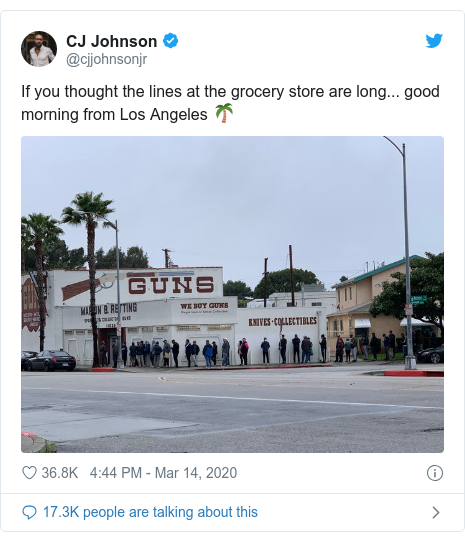 CJ Johnson
@cjjohnsonjr
If you thought the lines at the grocery store are long... good
morning from Los Angeles 🌴
GUNS
MARTIN B. RETTING
WE BUY GUNS
KNIVES·COLLECTIBLES
36.8K 4:44 PM - Mar 14, 2020
17.3K people are talking about this